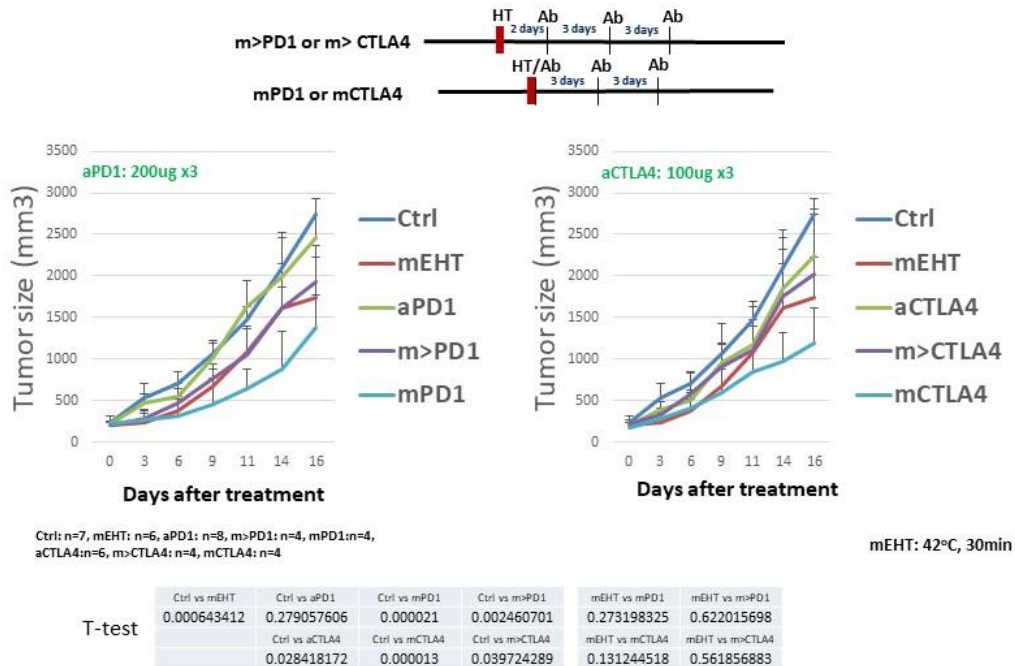 HT Ab Ab Ab
m>PD1 or m> CTLA4 2 days 3 days 3 days
HT/Ab Ab Ab
mPD1 or mCTLA4 3 days 3 days
aPD1: 200ug x3
Tumor size (mm3)
3500
3000
2500
2000
1500
1000
500
0
0 3 6 9 11 14 16
Days after treatment
Ctrl
mEHT
aPD1
m>PD1
mPD1
aCTLA4: 100ug x3
Tumor size (mm3)
3500
3000
2500
2000
1500
1000
500
0
0 3 6 9 11 14 16
Days after treatment
Ctrl
mEHT
aCTLA4
m>CTLA4
mCTLA4
Ctrl: n=7, mEHT: n=6, aPD1: n=8, m>PD1: n=4, mPD1:n=4,
aCTLA4:n=6, m>CTLA4: n=4, mCTLA4: n=4
mEHT: 42°C, 30min
T-test
Ctrl vs mEHT Ctrl vs aPD1 Ctrl vs mPD1 Ctrl vs m>PD1 mEHT vs mPD1 mEHT vs m>PD1
0.000643412 0.279057606 0.000021 0.002460701 0.273198325 0.622015698
Ctrl vs aCTLA4 Ctrl vs mCTLA4 Ctrl vs m>CTLA4 mEHT vs mCTLA4 mEHT vs m>CTLA4
0.028418172 0.000013 0.039724289 0.131244518 0.561856883